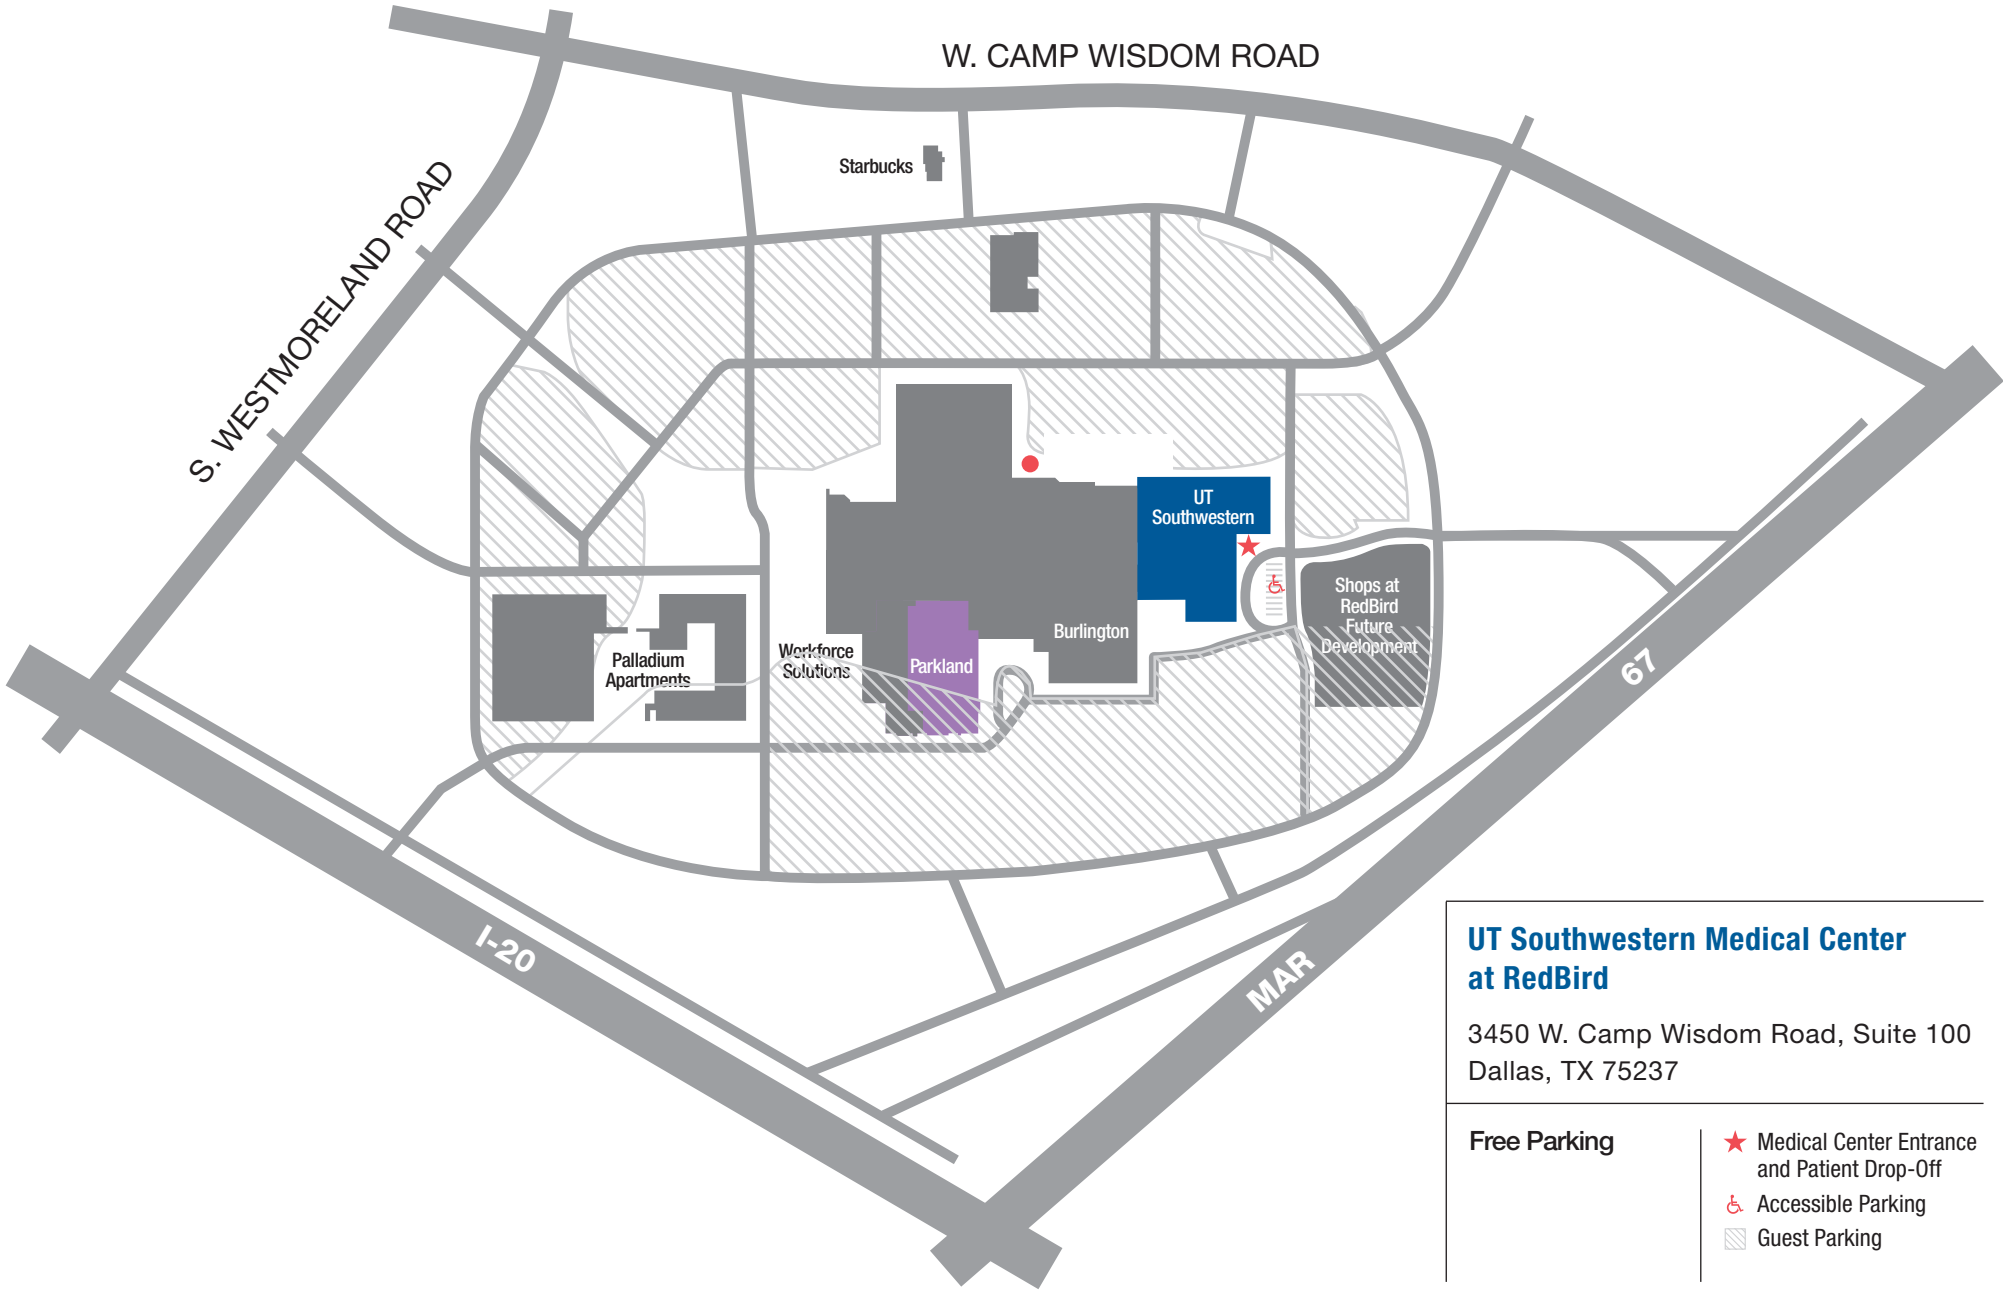 W. CAMP WISDOM ROAD
Starbucks
S. WESTMORELAND ROAD
UT
Southwestern
Shops at
RedBird
Future
Development
Burlington
Workforce
Solutions
Parkland
Palladium
Apartments
67
I-20
MAR
UT Southwestern Medical Center
at RedBird
3450 W. Camp Wisdom Road, Suite 100
Dallas, TX 75237
Free Parking
Medical Center Entrance
and Patient Drop-Off
Accessible Parking
Guest Parking